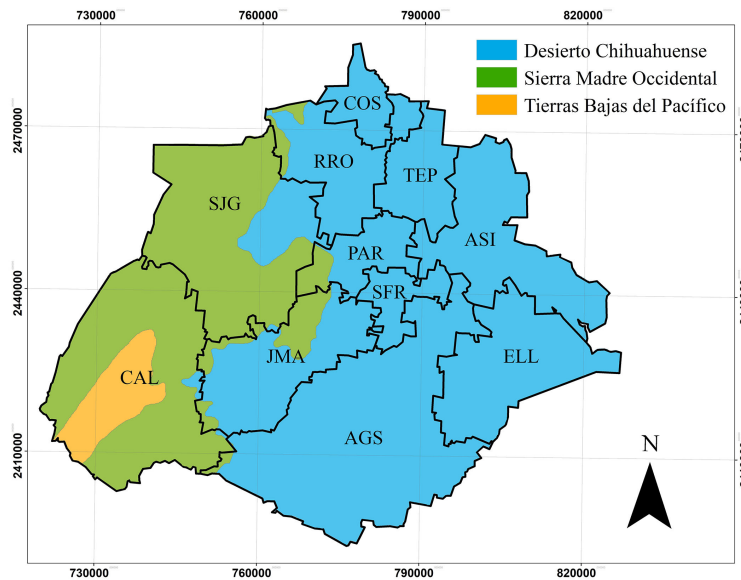 730000 760000 790000 820000
Desierto Chihuahuense
Sierra Madre Occidental
Tierras Bajas del Pacífico
2470000
COS
RRO
TEP
SJG
ASI
PAR
2440000
SFR
JMA
ELL
CAL
AGS
2410000
N
730000 760000 790000 820000